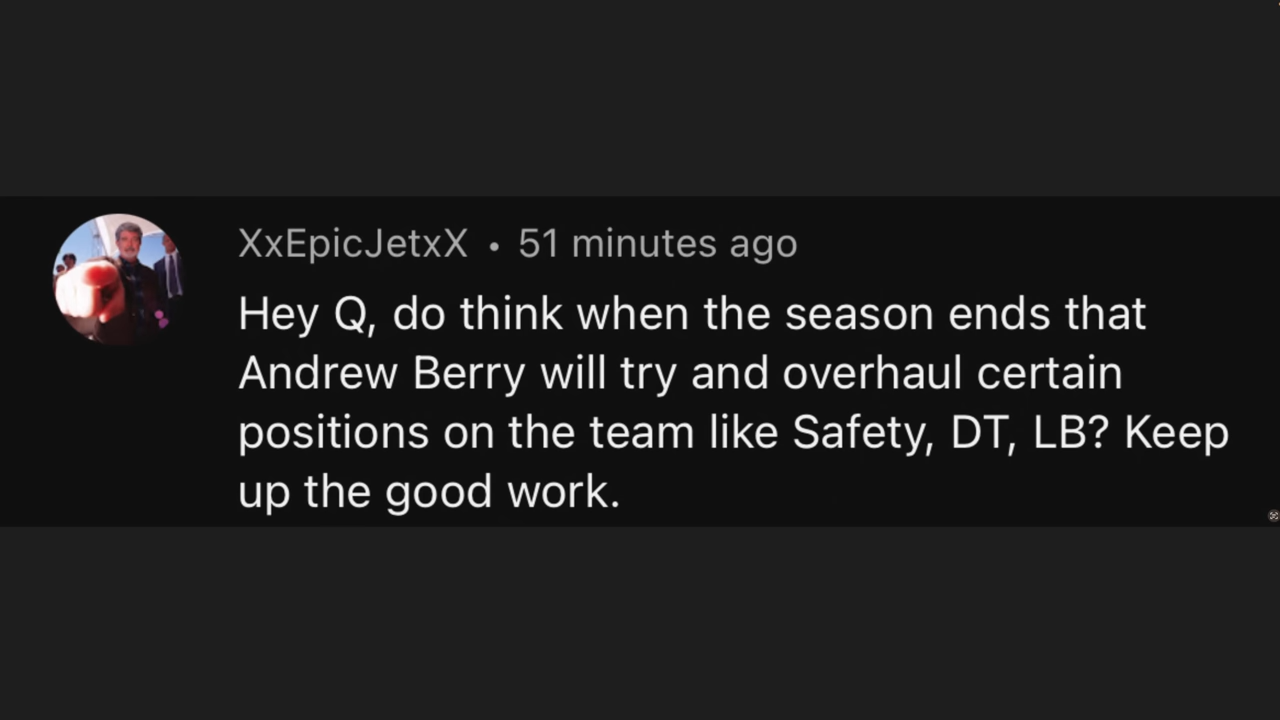 XxEpicJetxX • 51 minutes ago
Hey Q, do think when the season ends that
Andrew Berry will try and overhaul certain
positions on the team like Safety, DT, LB? Keep
up the good work.